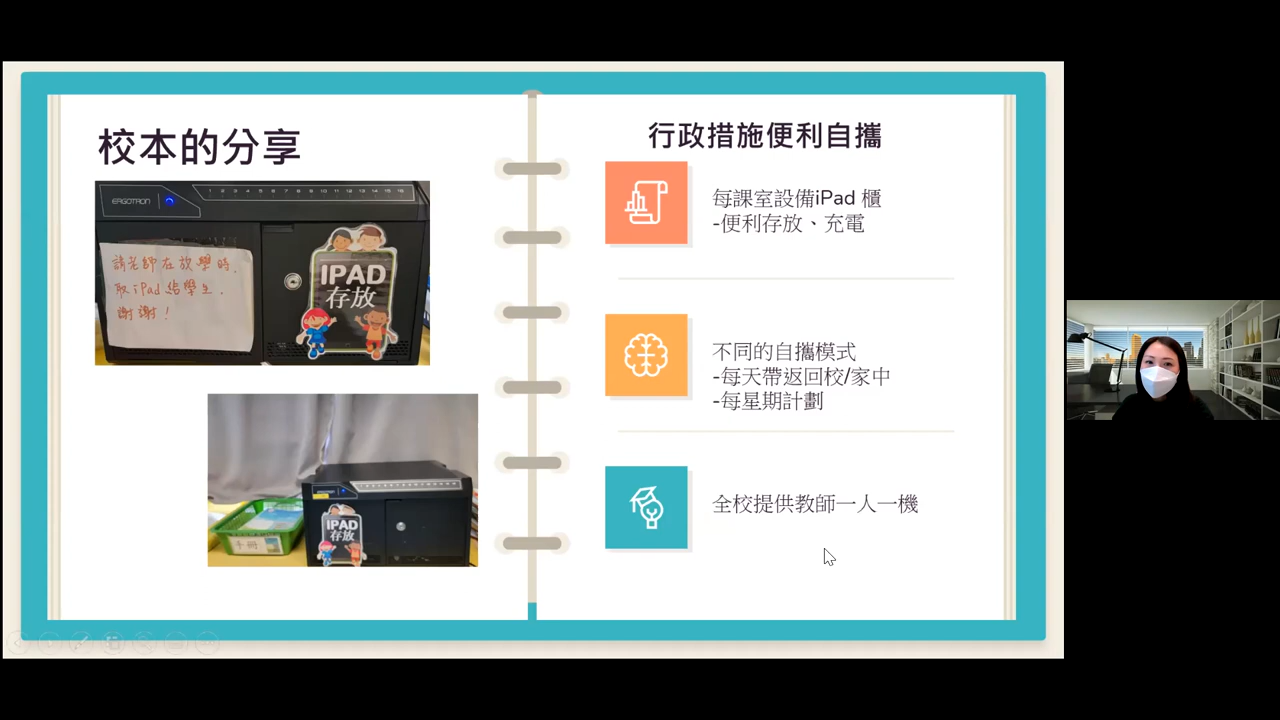 校本的分享
ERGOTRON
1 2 3 4 5 6 7 8 9 10 11 12 13 14 15 16
請老師在放學時,
取iPad給學生.
謝謝!
IPAD
存放
IPAD
存放
手冊
行政措施便利自攜
每課室設備iPad 櫃
-便利存放、充電
不同的自攜模式
-每天帶返回校/家中
-每星期計劃
全校提供教師一人一機